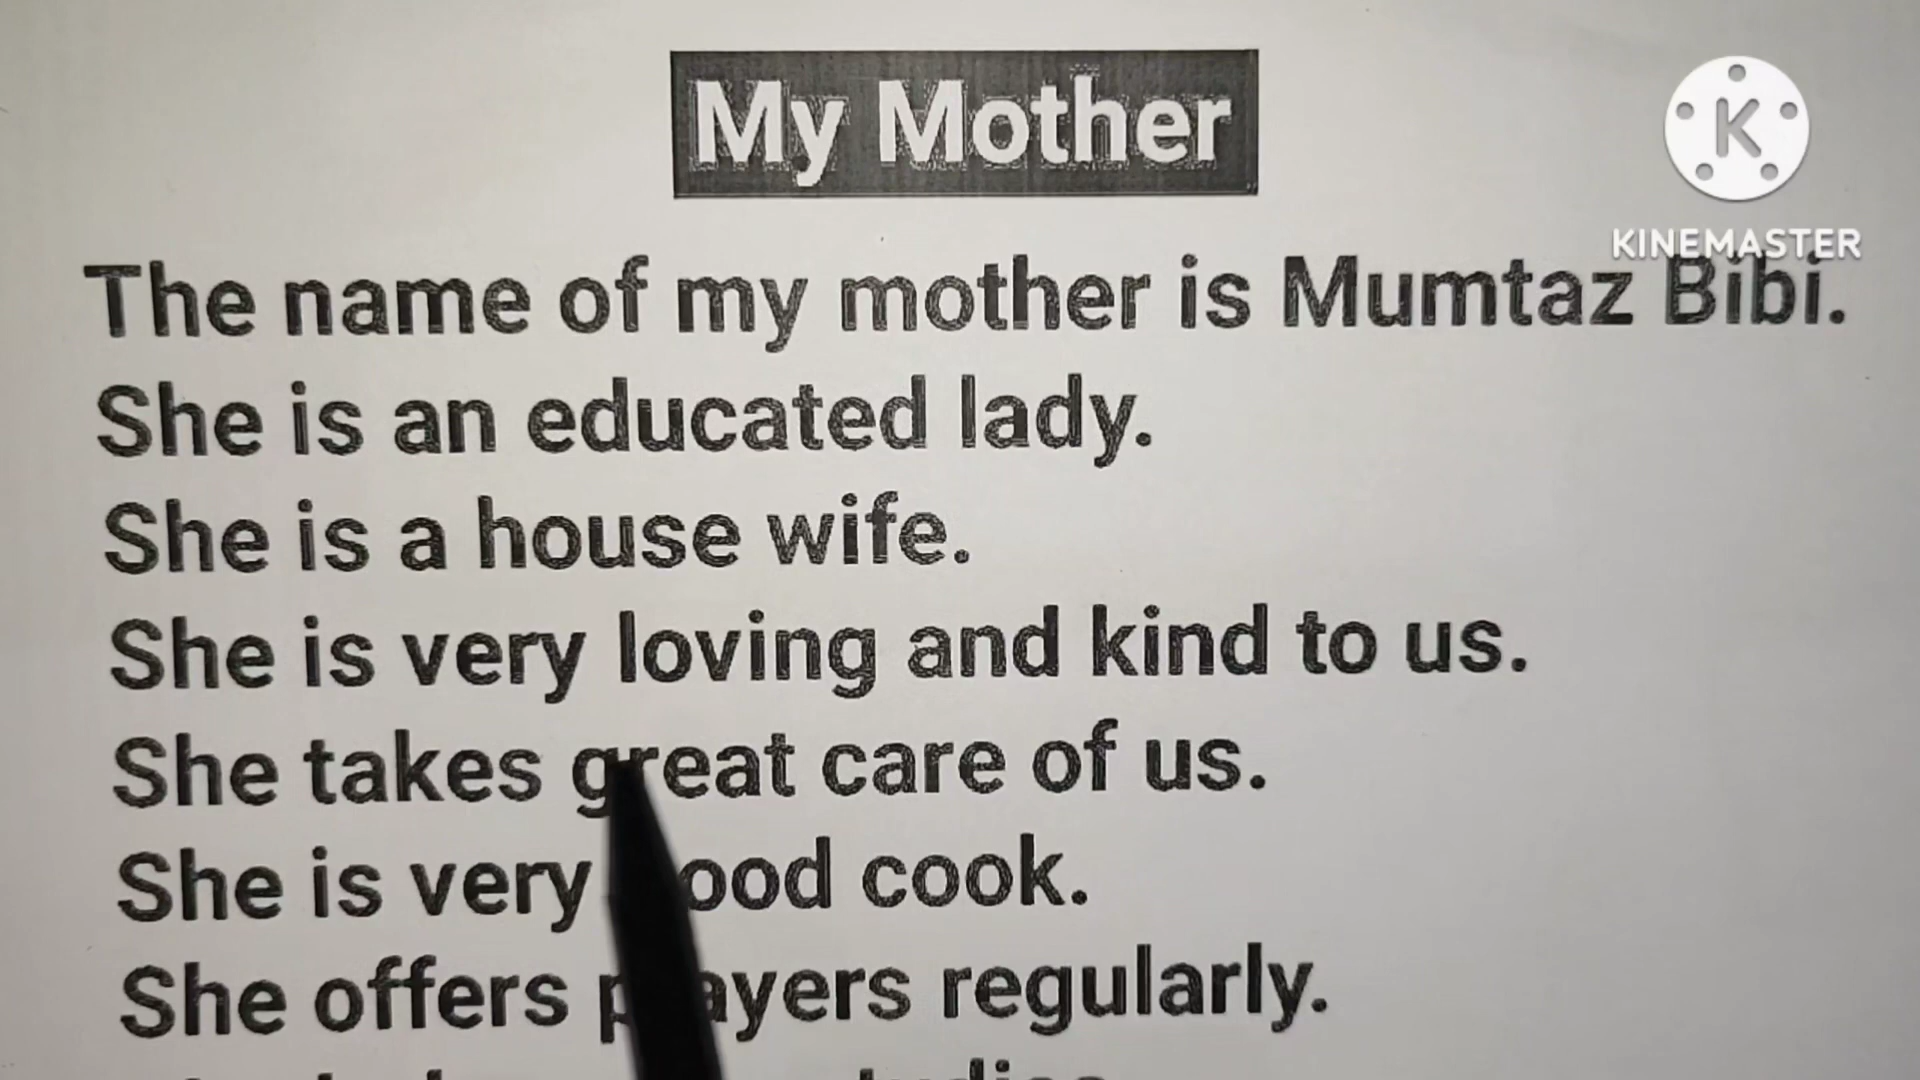 My Mother
KINEMASTER
The name of my mother is Mumtaz Bibi.
She is an educated lady.
She is a house wife.
She is very loving and kind to us.
She takes great care of us.
She is very good cook.
She offers prayers regularly.